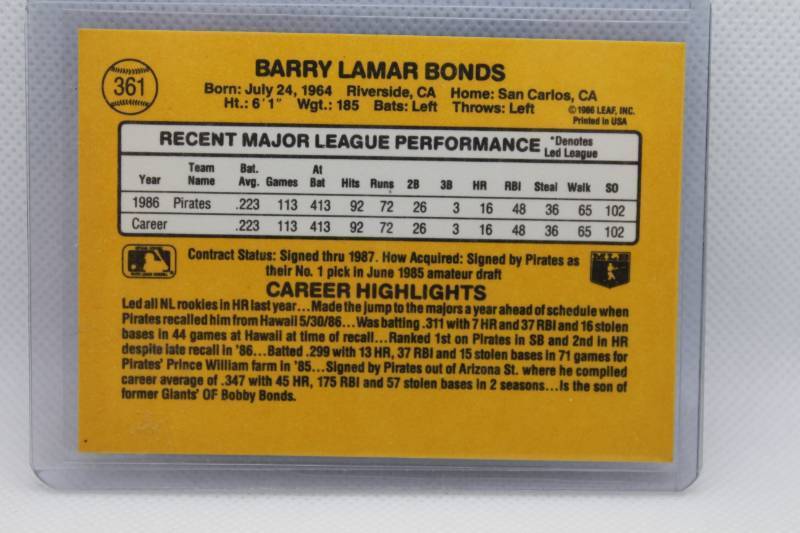 361
BARRY LAMAR BONDS
Born: July 24, 1964 Riverside, CA Home: San Carlos, CA
Ht.: 6'1" Wgt.: 185 Bats: Left Throws: Left
©1986 LEAF, INC.
Printed in USA
RECENT MAJOR LEAGUE PERFORMANCE *Denotes
Led League
Year Team Name Bat. Avg. Games At Bat Hits Runs 2B 3B HR RBI Steal Walk SO
1986 Pirates .223 113 413 92 72 26 3 16 48 36 65 102
Career .223 113 413 92 72 26 3 16 48 36 65 102
Contract Status: Signed thru 1987. How Acquired: Signed by Pirates as
their No. 1 pick in June 1985 amateur draft
MLB
CAREER HIGHLIGHTS
Led all NL rookies in HR last year...Made the jump to the majors a year ahead of schedule when
Pirates recalled him from Hawaii 5/30/86...Was batting .311 with 7 HR and 37 RBI and 16 stolen
bases in 44 games at Hawaii at time of recall...Ranked 1st on Pirates in SB and 2nd in HR
despite late recall in '86...Batted .299 with 13 HR, 37 RBI and 15 stolen bases in 71 games for
Pirates' Prince William farm in '85...Signed by Pirates out of Arizona St. where he compiled
career average of .347 with 45 HR, 175 RBI and 57 stolen bases in 2 seasons...Is the son of
former Giants' OF Bobby Bonds.